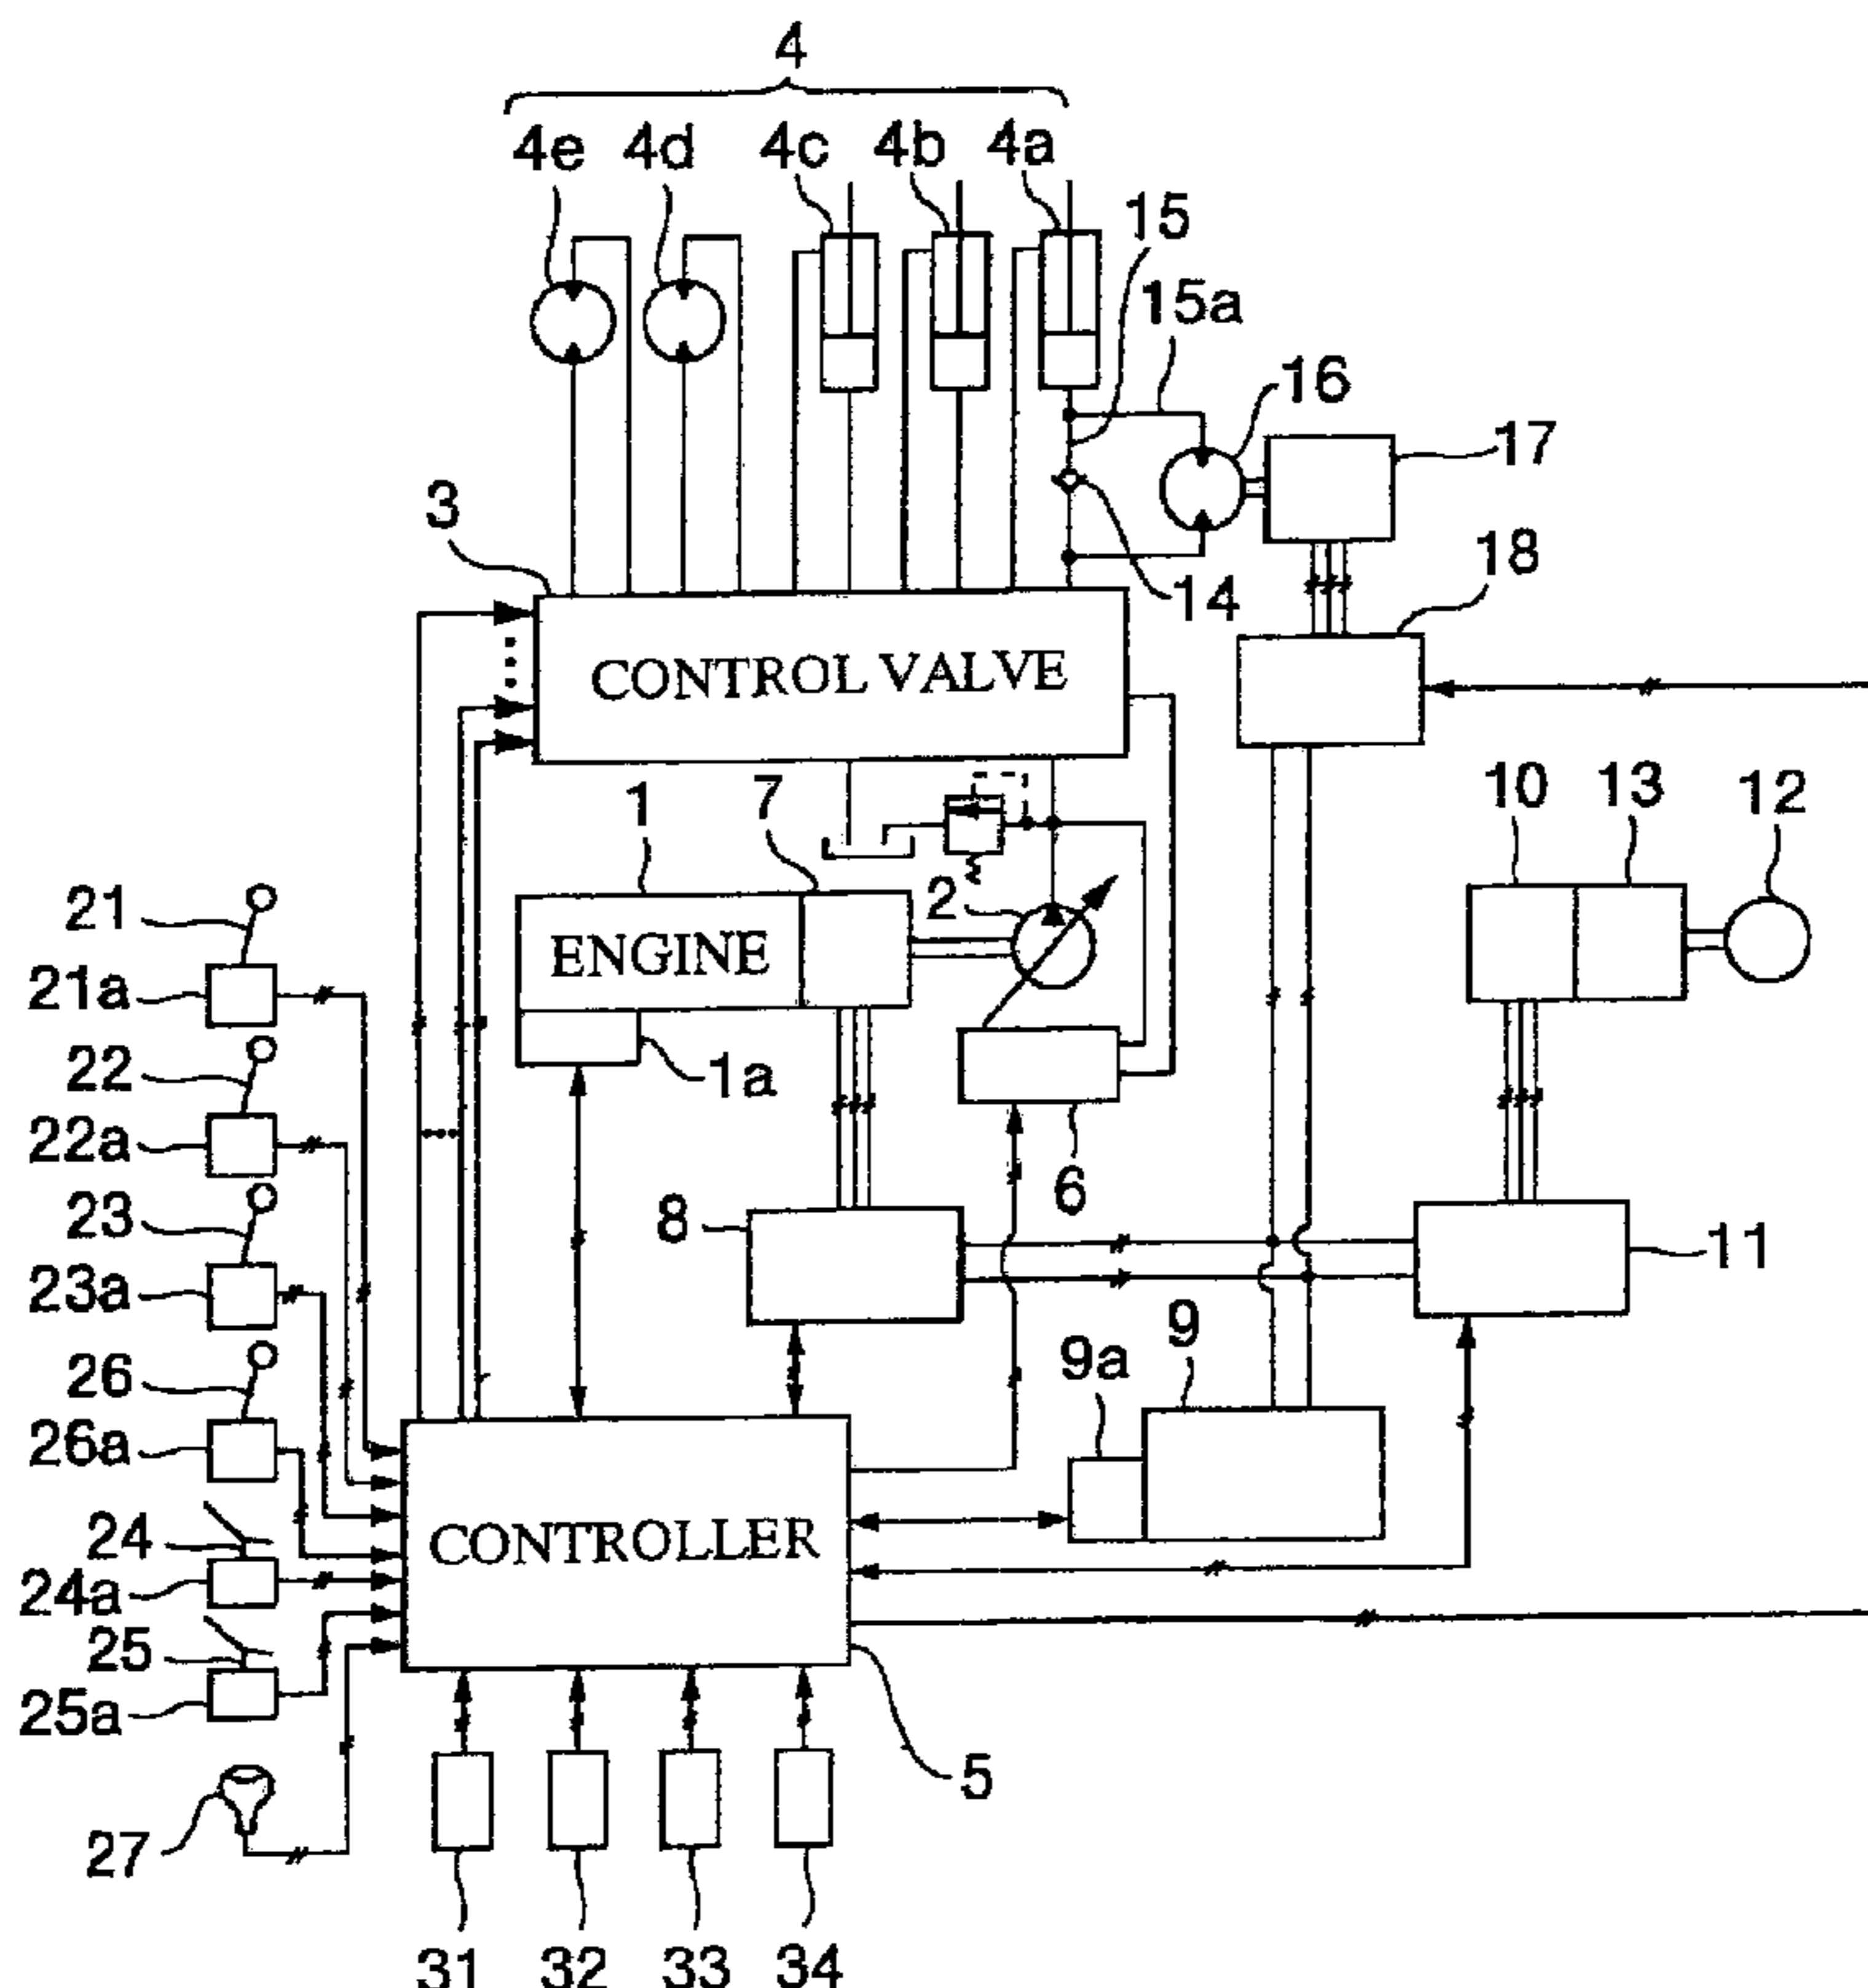 4
4e 4d 4c 4b 4a
15
15a
16
17
3
18
14
CONTROL VALVE
1 7 10 13 12
21 2
ENGINE
21a
22 1a
22a
23 8 6
11
23a
9
9a
26
26a
24
CONTROLLER
24a
25
25a
5
27
31 32 33 34